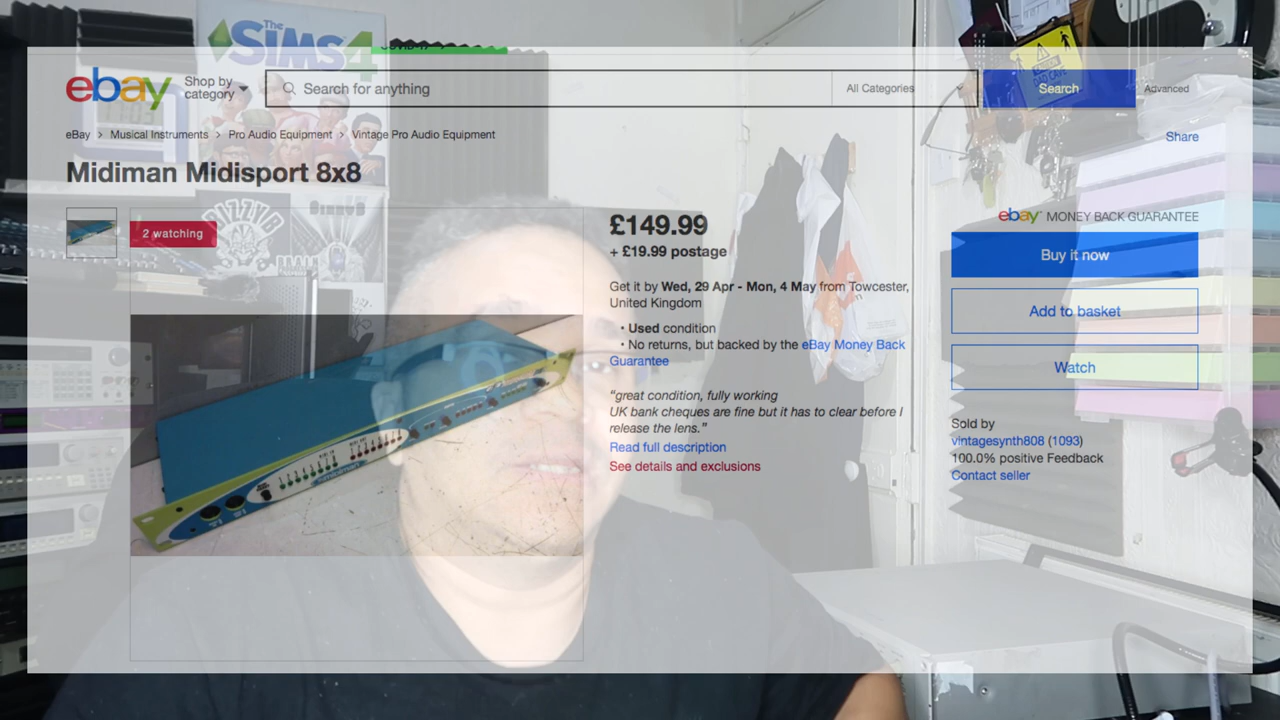 The
SiMS 4
ebay
Shop by
category
Search for anything
All Categories
Search
Advanced
eBay > Musical Instruments > Pro Audio Equipment > Vintage Pro Audio Equipment
Share
Midiman Midisport 8x8
2 watching
£149.99
+ £19.99 postage
Get it by Wed, 29 Apr - Mon, 4 May from Towcester,
United Kingdom
• Used condition
• No returns, but backed by the eBay Money Back
Guarantee
"great condition, fully working
UK bank cheques are fine but it has to clear before I
release the lens."
Read full description
See details and exclusions
ebay MONEY BACK GUARANTEE
Buy it now
Add to basket
Watch
Sold by
vintagesynth808 (1093)
100.0% positive Feedback
Contact seller